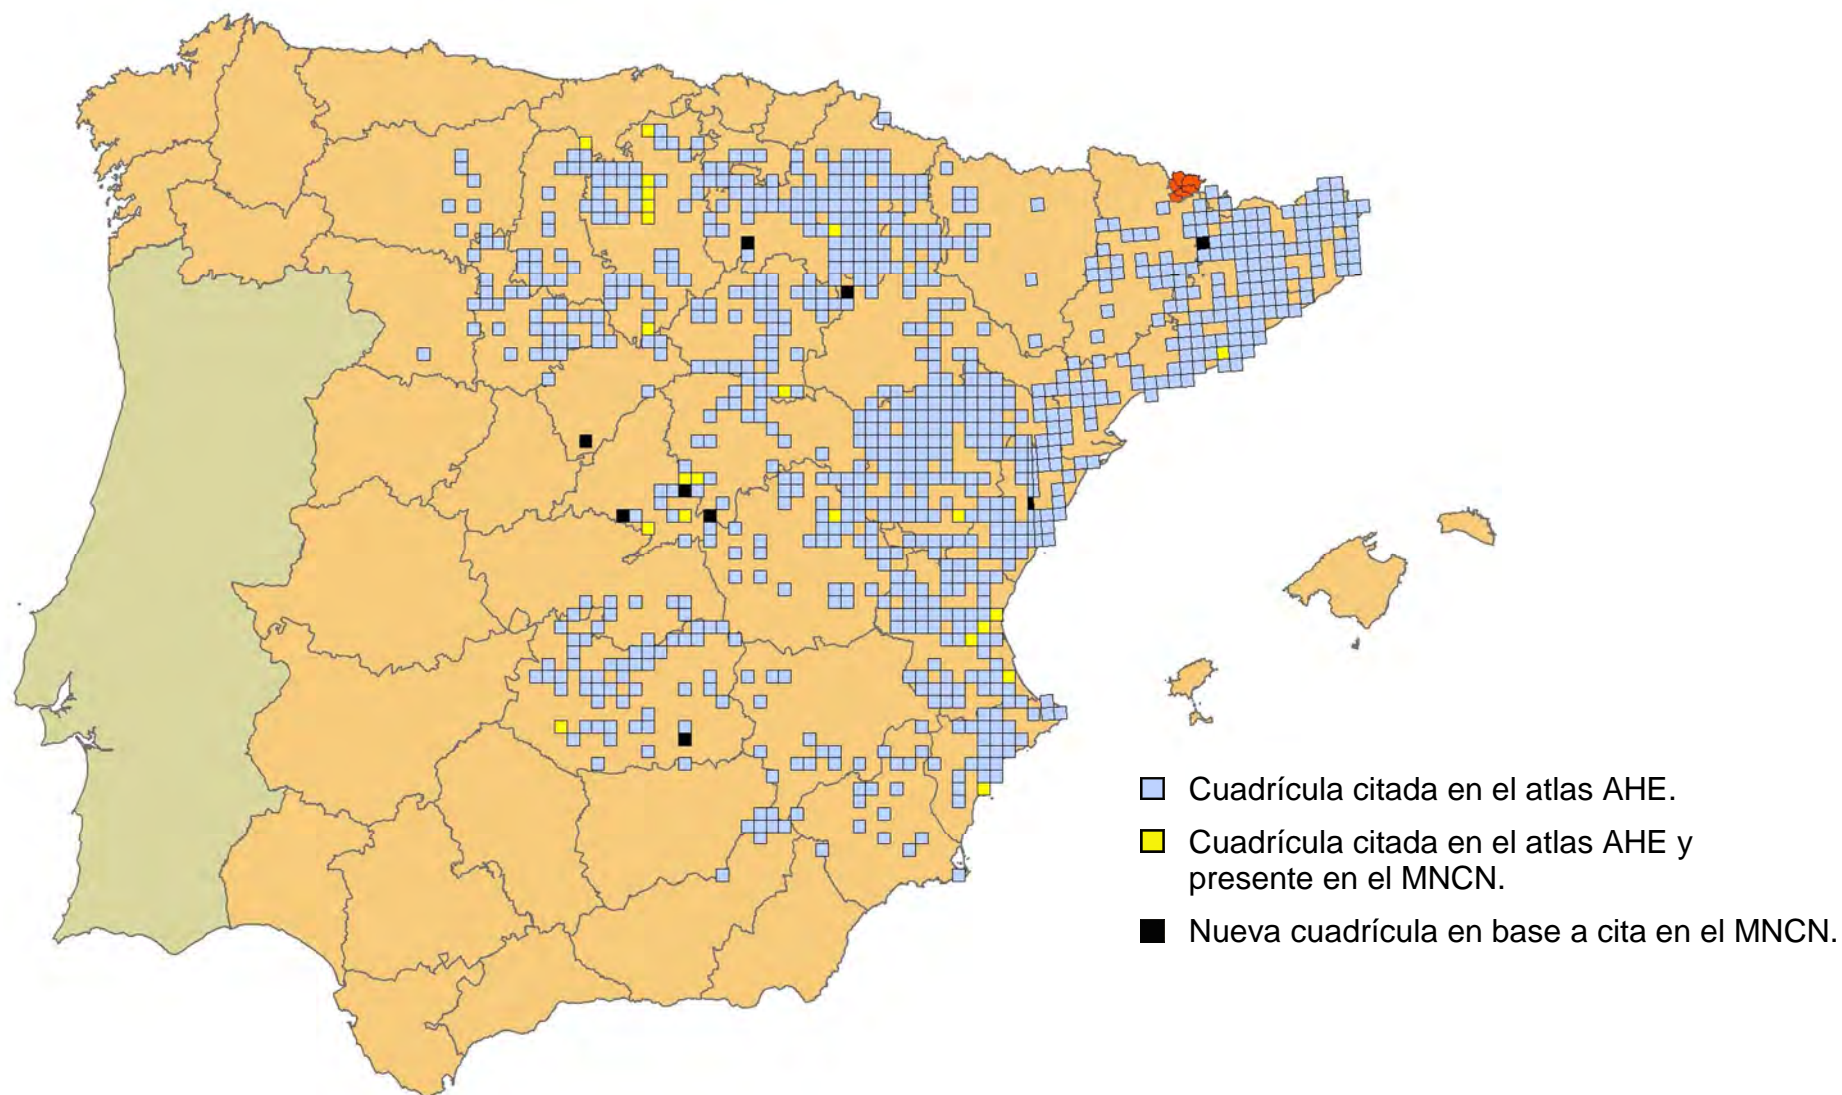 Cuadrícula citada en el atlas AHE.
Cuadrícula citada en el atlas AHE y
presente en el MNCN.
Nueva cuadrícula en base a cita en el MNCN.